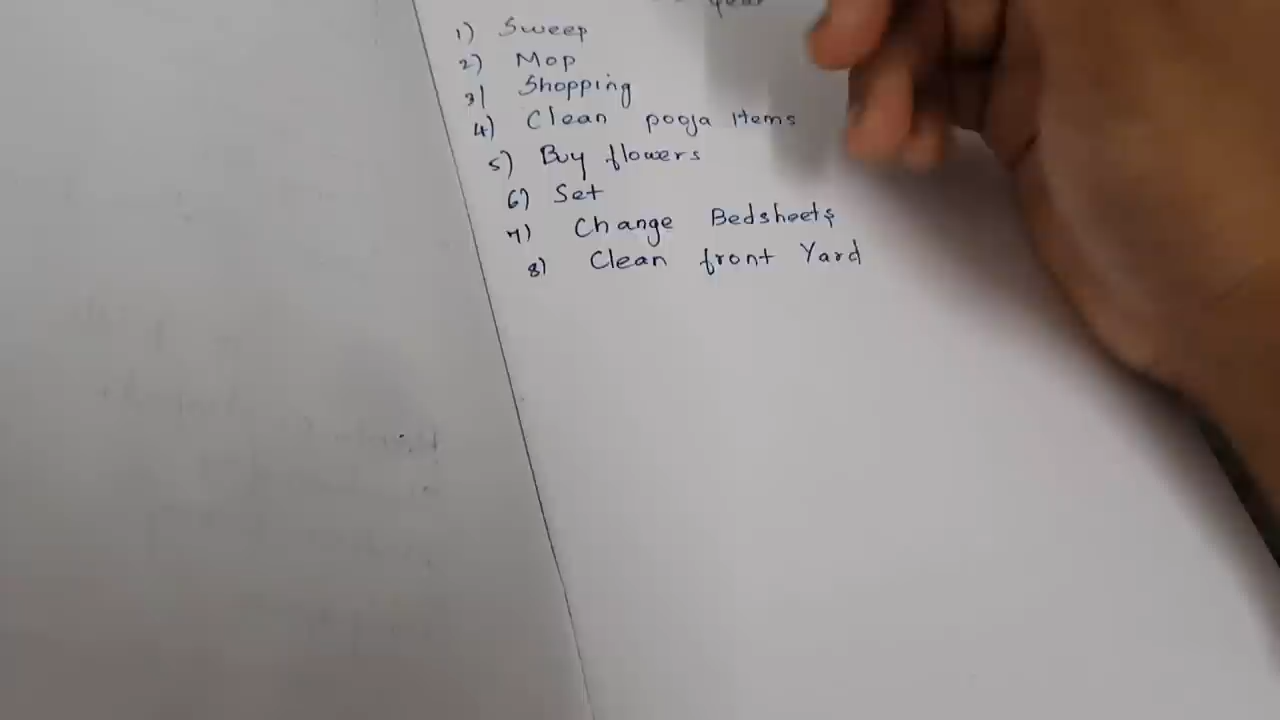 year
1) Sweep
2) Mop
3) Shopping
4) Clean pooja items
5) Buy flowers
6) Set
7) Change Bedsheets
8) Clean front Yard